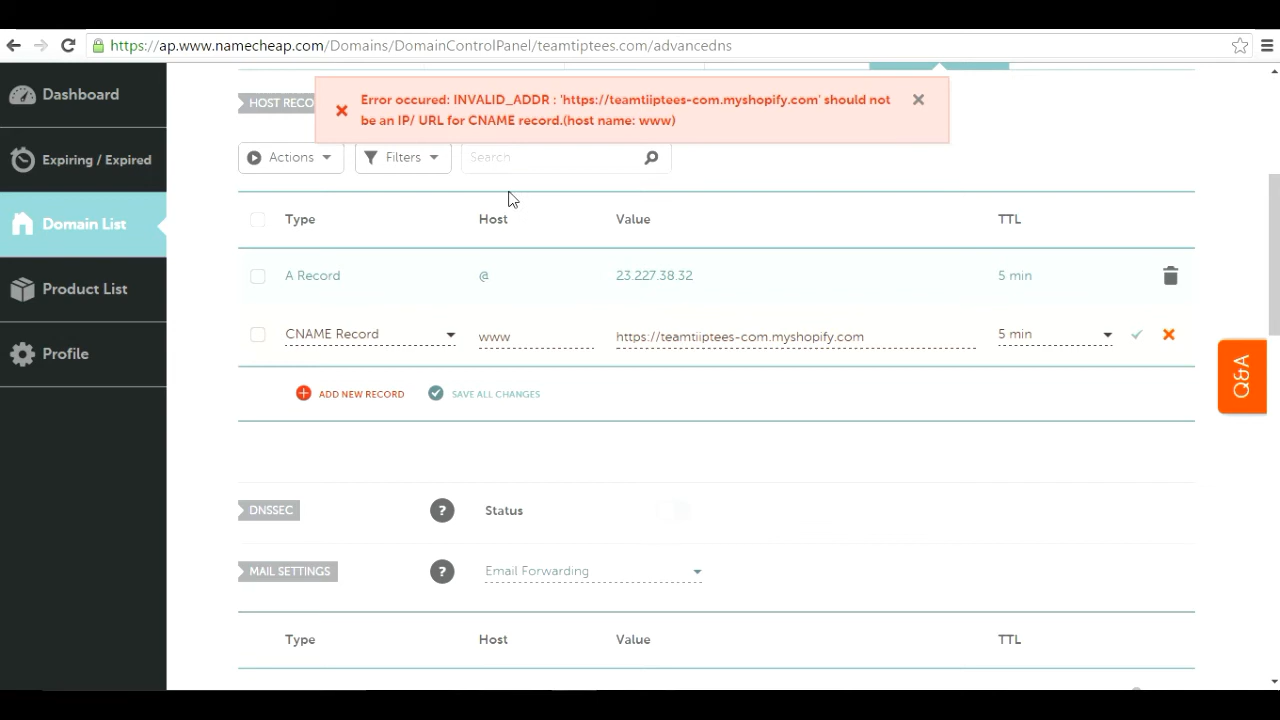 https://ap.www.namecheap.com/Domains/DomainControlPanel/teamtiptees.com/advancedns
Dashboard
Expiring / Expired
Domain List
Product List
Profile
HOST RECO
Error occured: INVALID_ADDR : 'https://teamtiiptees-com.myshopify.com' should not
be an IP/ URL for CNAME record.(host name: www)
Actions Filters Search
Type Host Value TTL
A Record @ 23.227.38.32 5 min
CNAME Record www https://teamtiiptees-com.myshopify.com 5 min
ADD NEW RECORD SAVE ALL CHANGES
Q&A
DNSSEC ? Status
MAIL SETTINGS ? Email Forwarding
Type Host Value TTL